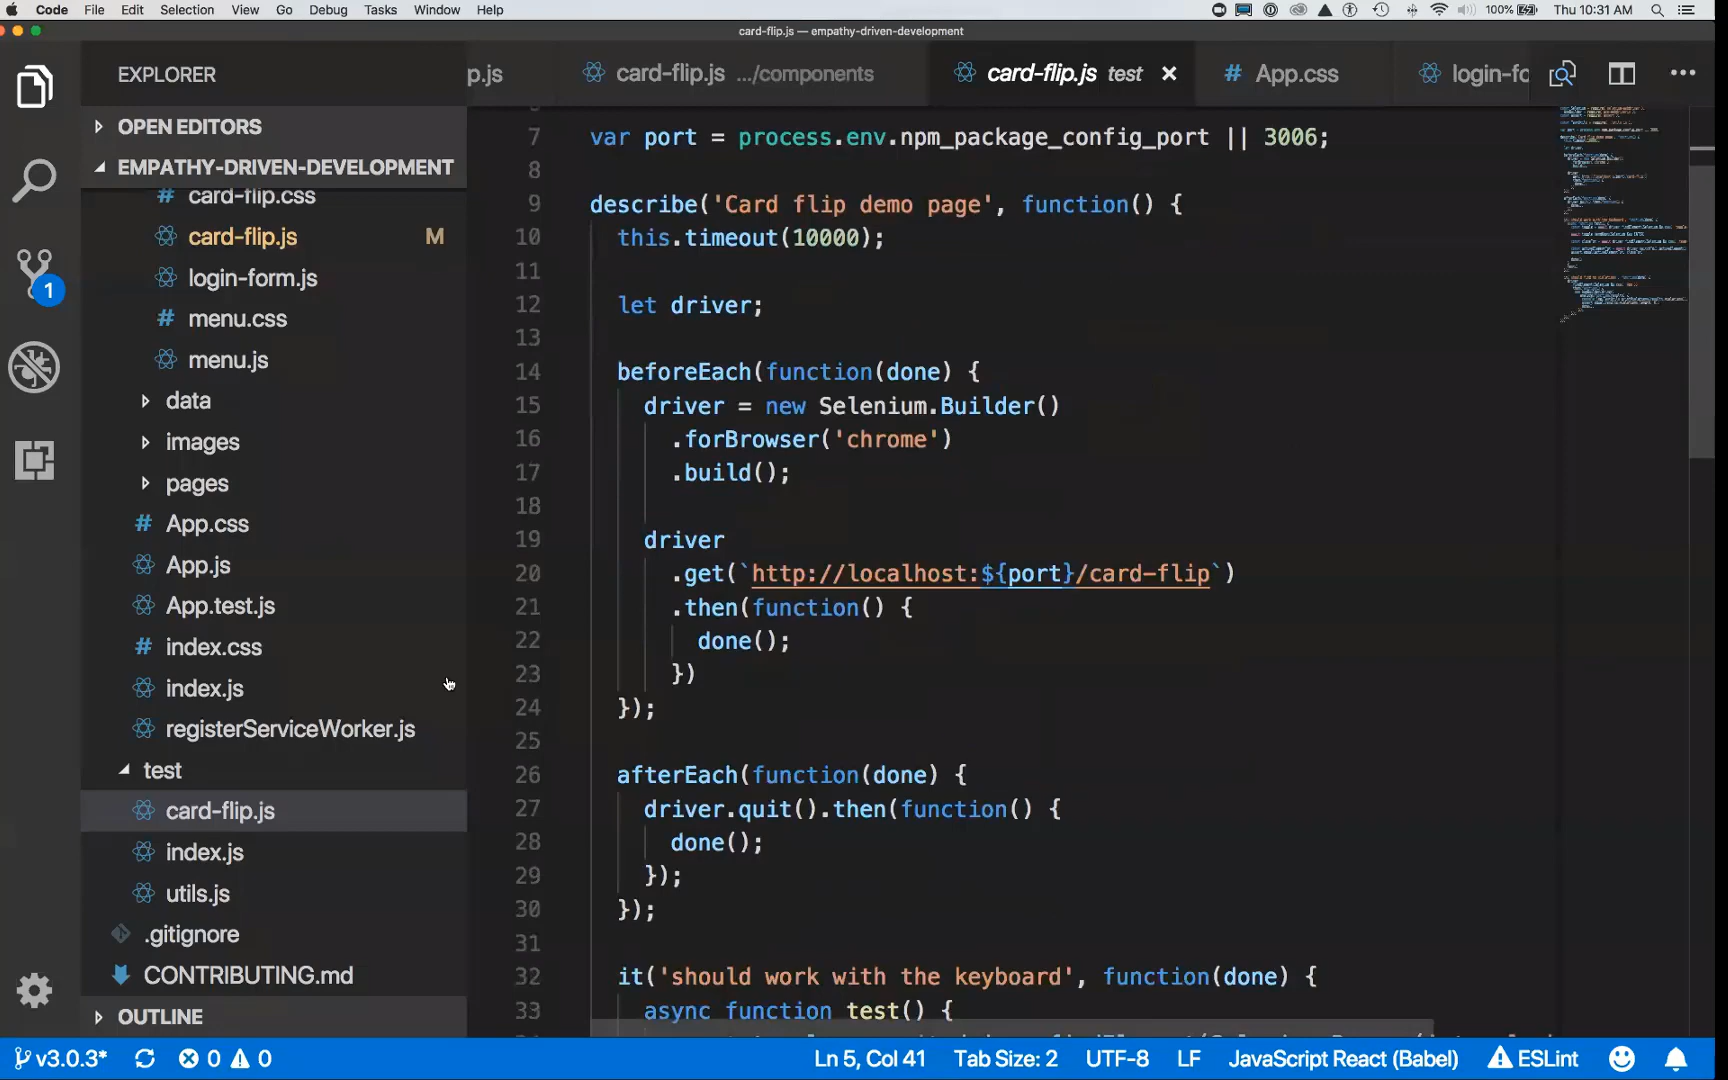 Code File Edit Selection View Go Debug Tasks Window Help 100% Thu 10:31 AM
card-flip.js — empathy-driven-development
EXPLORER
p.js card-flip.js .../components card-flip.js test × # App.css login-fo
OPEN EDITORS
EMPATHY-DRIVEN-DEVELOPMENT
# card-flip.css
card-flip.js M
login-form.js
# menu.css
menu.js
data
images
pages
# App.css
App.js
App.test.js
# index.css
index.js
registerServiceWorker.js
test
card-flip.js
index.js
utils.js
.gitignore
CONTRIBUTING.md
OUTLINE
1
7 var port = process.env.npm_package_config_port || 3006;
8
9 describe('Card flip demo page', function() {
10 this.timeout(10000);
11
12 let driver;
13
14 beforeEach(function(done) {
15 driver = new Selenium.Builder()
16 .forBrowser('chrome')
17 .build();
18
19 driver
20 .get(`http://localhost:${port}/card-flip`)
21 .then(function() {
22 done();
23 })
24 });
25
26 afterEach(function(done) {
27 driver.quit().then(function() {
28 done();
29 });
30 });
31
32 it('should work with the keyboard', function(done) {
33 async function test() {
v3.0.3* 0 0 Ln 5, Col 41 Tab Size: 2 UTF-8 LF JavaScript React (Babel) ESLint